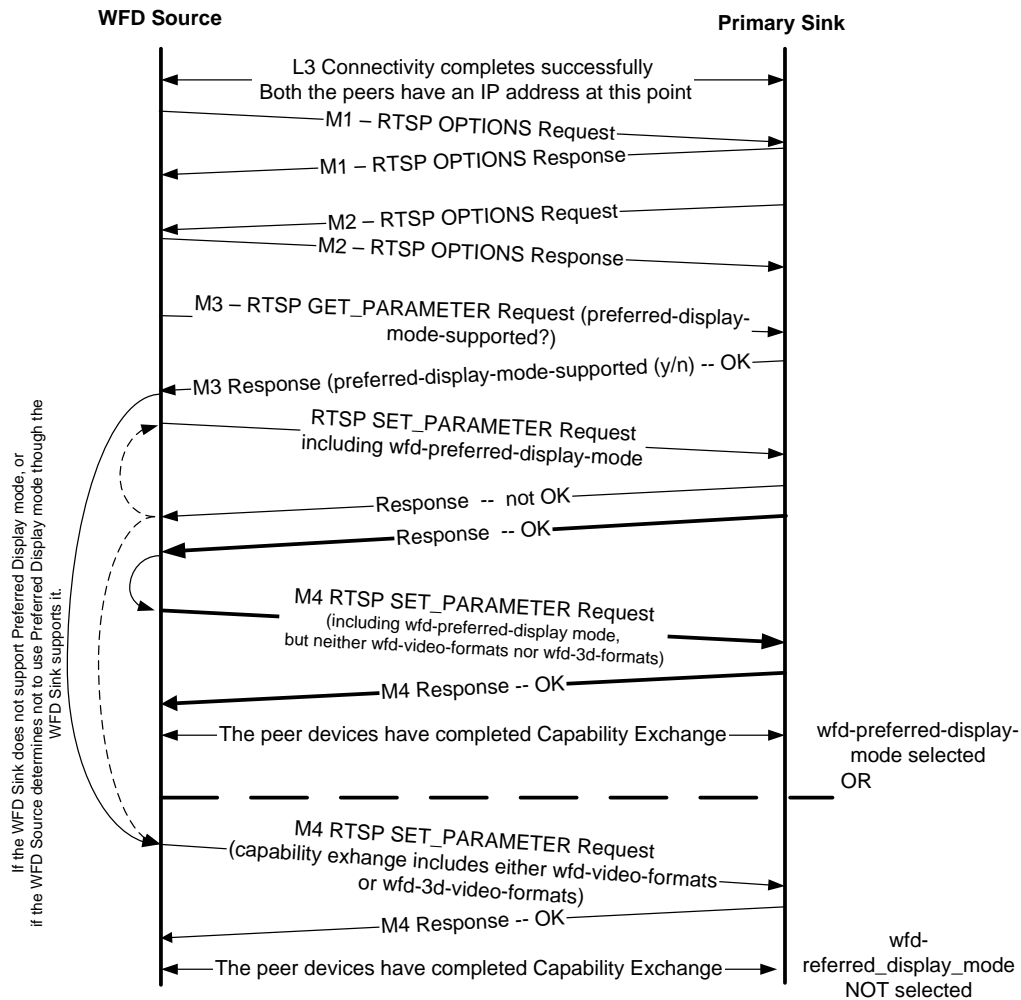 WFD Source
Primary Sink
L3 Connectivity completes successfully
Both the peers have an IP address at this point
M1 – RTSP OPTIONS Request
M1 – RTSP OPTIONS Response
M2 – RTSP OPTIONS Request
M2 – RTSP OPTIONS Response
M3 – RTSP GET_PARAMETER Request (preferred-display-
mode-supported?)
M3 Response (preferred-display-mode-supported (y/n) -- OK
RTSP SET_PARAMETER Request
including wfd-preferred-display-mode
Response -- not OK
Response -- OK
If the WFD Sink does not support Preferred Display mode, or
if the WFD Source determines not to use Preferred Display mode though the
WFD Sink supports it.
M4 RTSP SET_PARAMETER Request
(including wfd-preferred-display mode,
but neither wfd-video-formats nor wfd-3d-formats)
M4 Response -- OK
The peer devices have completed Capability Exchange
wfd-preferred-display-
mode selected
OR
M4 RTSP SET_PARAMETER Request
(capability exhange includes either wfd-video-formats
or wfd-3d-video-formats)
M4 Response -- OK
The peer devices have completed Capability Exchange
wfd-
referred_display_mode
NOT selected